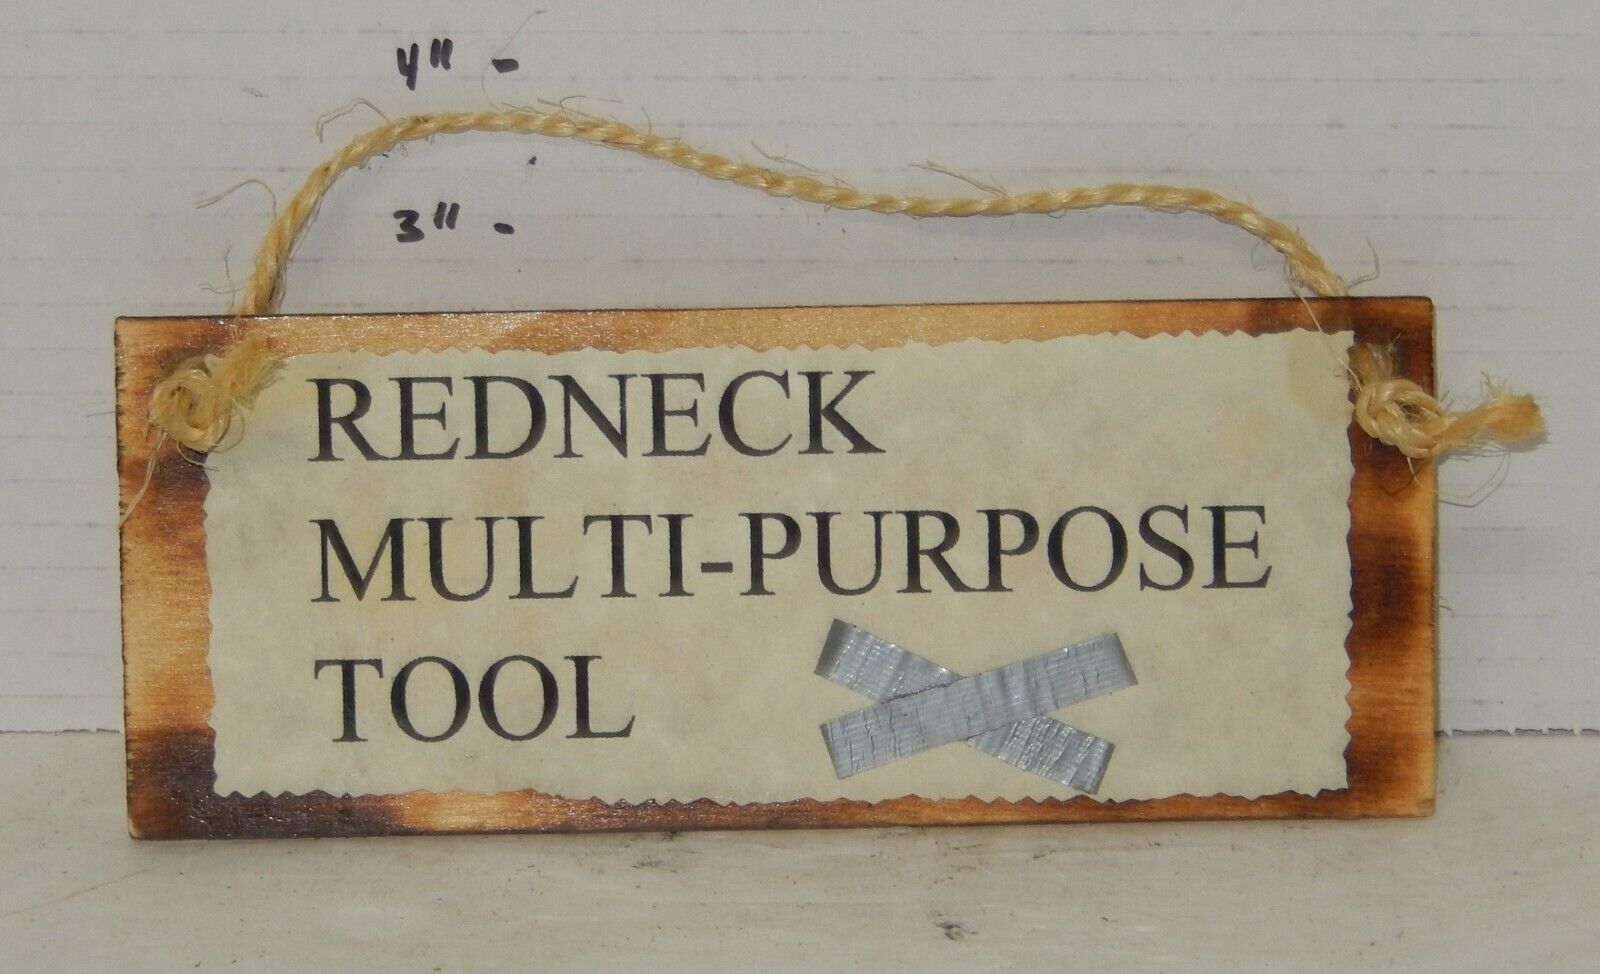 4" -
3" -
REDNECK
MULTI-PURPOSE
TOOL